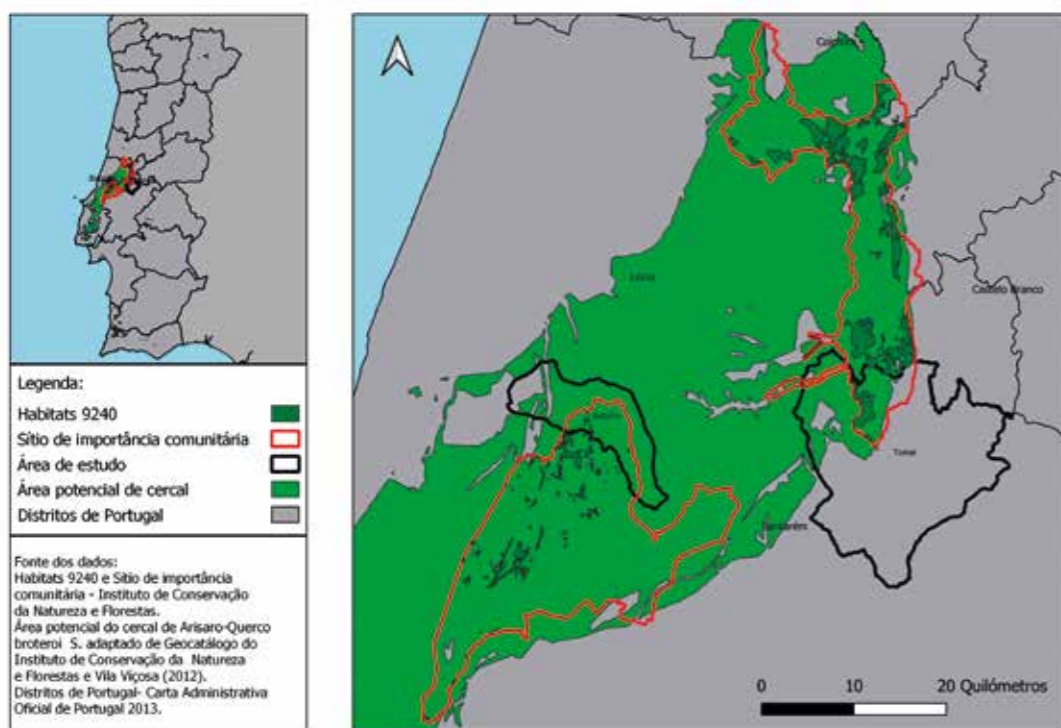 Legenda:
Habitats 9240
Sítio de importância comunitária
Área de estudo
Área potencial de cercal
Distritos de Portugal
Fonte dos dados:
Habitats 9240 e Sítio de importância
comunitária - Instituto de Conservação
da Natureza e Florestas.
Área potencial do cercal de Arisaro-Querco
broteroi S. adaptado de Geocatálogo do
Instituto de Conservação da Natureza
e Florestas e Vila Viçosa (2012).
Distritos de Portugal- Carta Administrativa
Oficial de Portugal 2013.
Coimbra
Leiria
Castelo Branco
Tomar
Santarém
0 10 20 Quilómetros